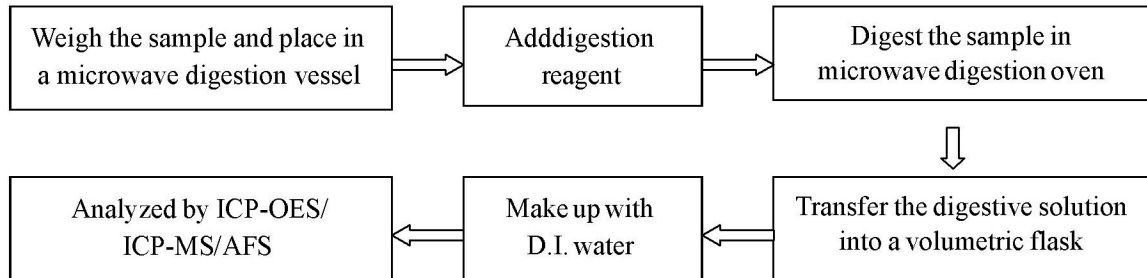 Weigh the sample and place in
a microwave digestion vessel
Adddigestion
reagent
Digest the sample in
microwave digestion oven
Transfer the digestive solution
into a volumetric flask
Make up with
D.I. water
Analyzed by ICP-OES/
ICP-MS/AFS